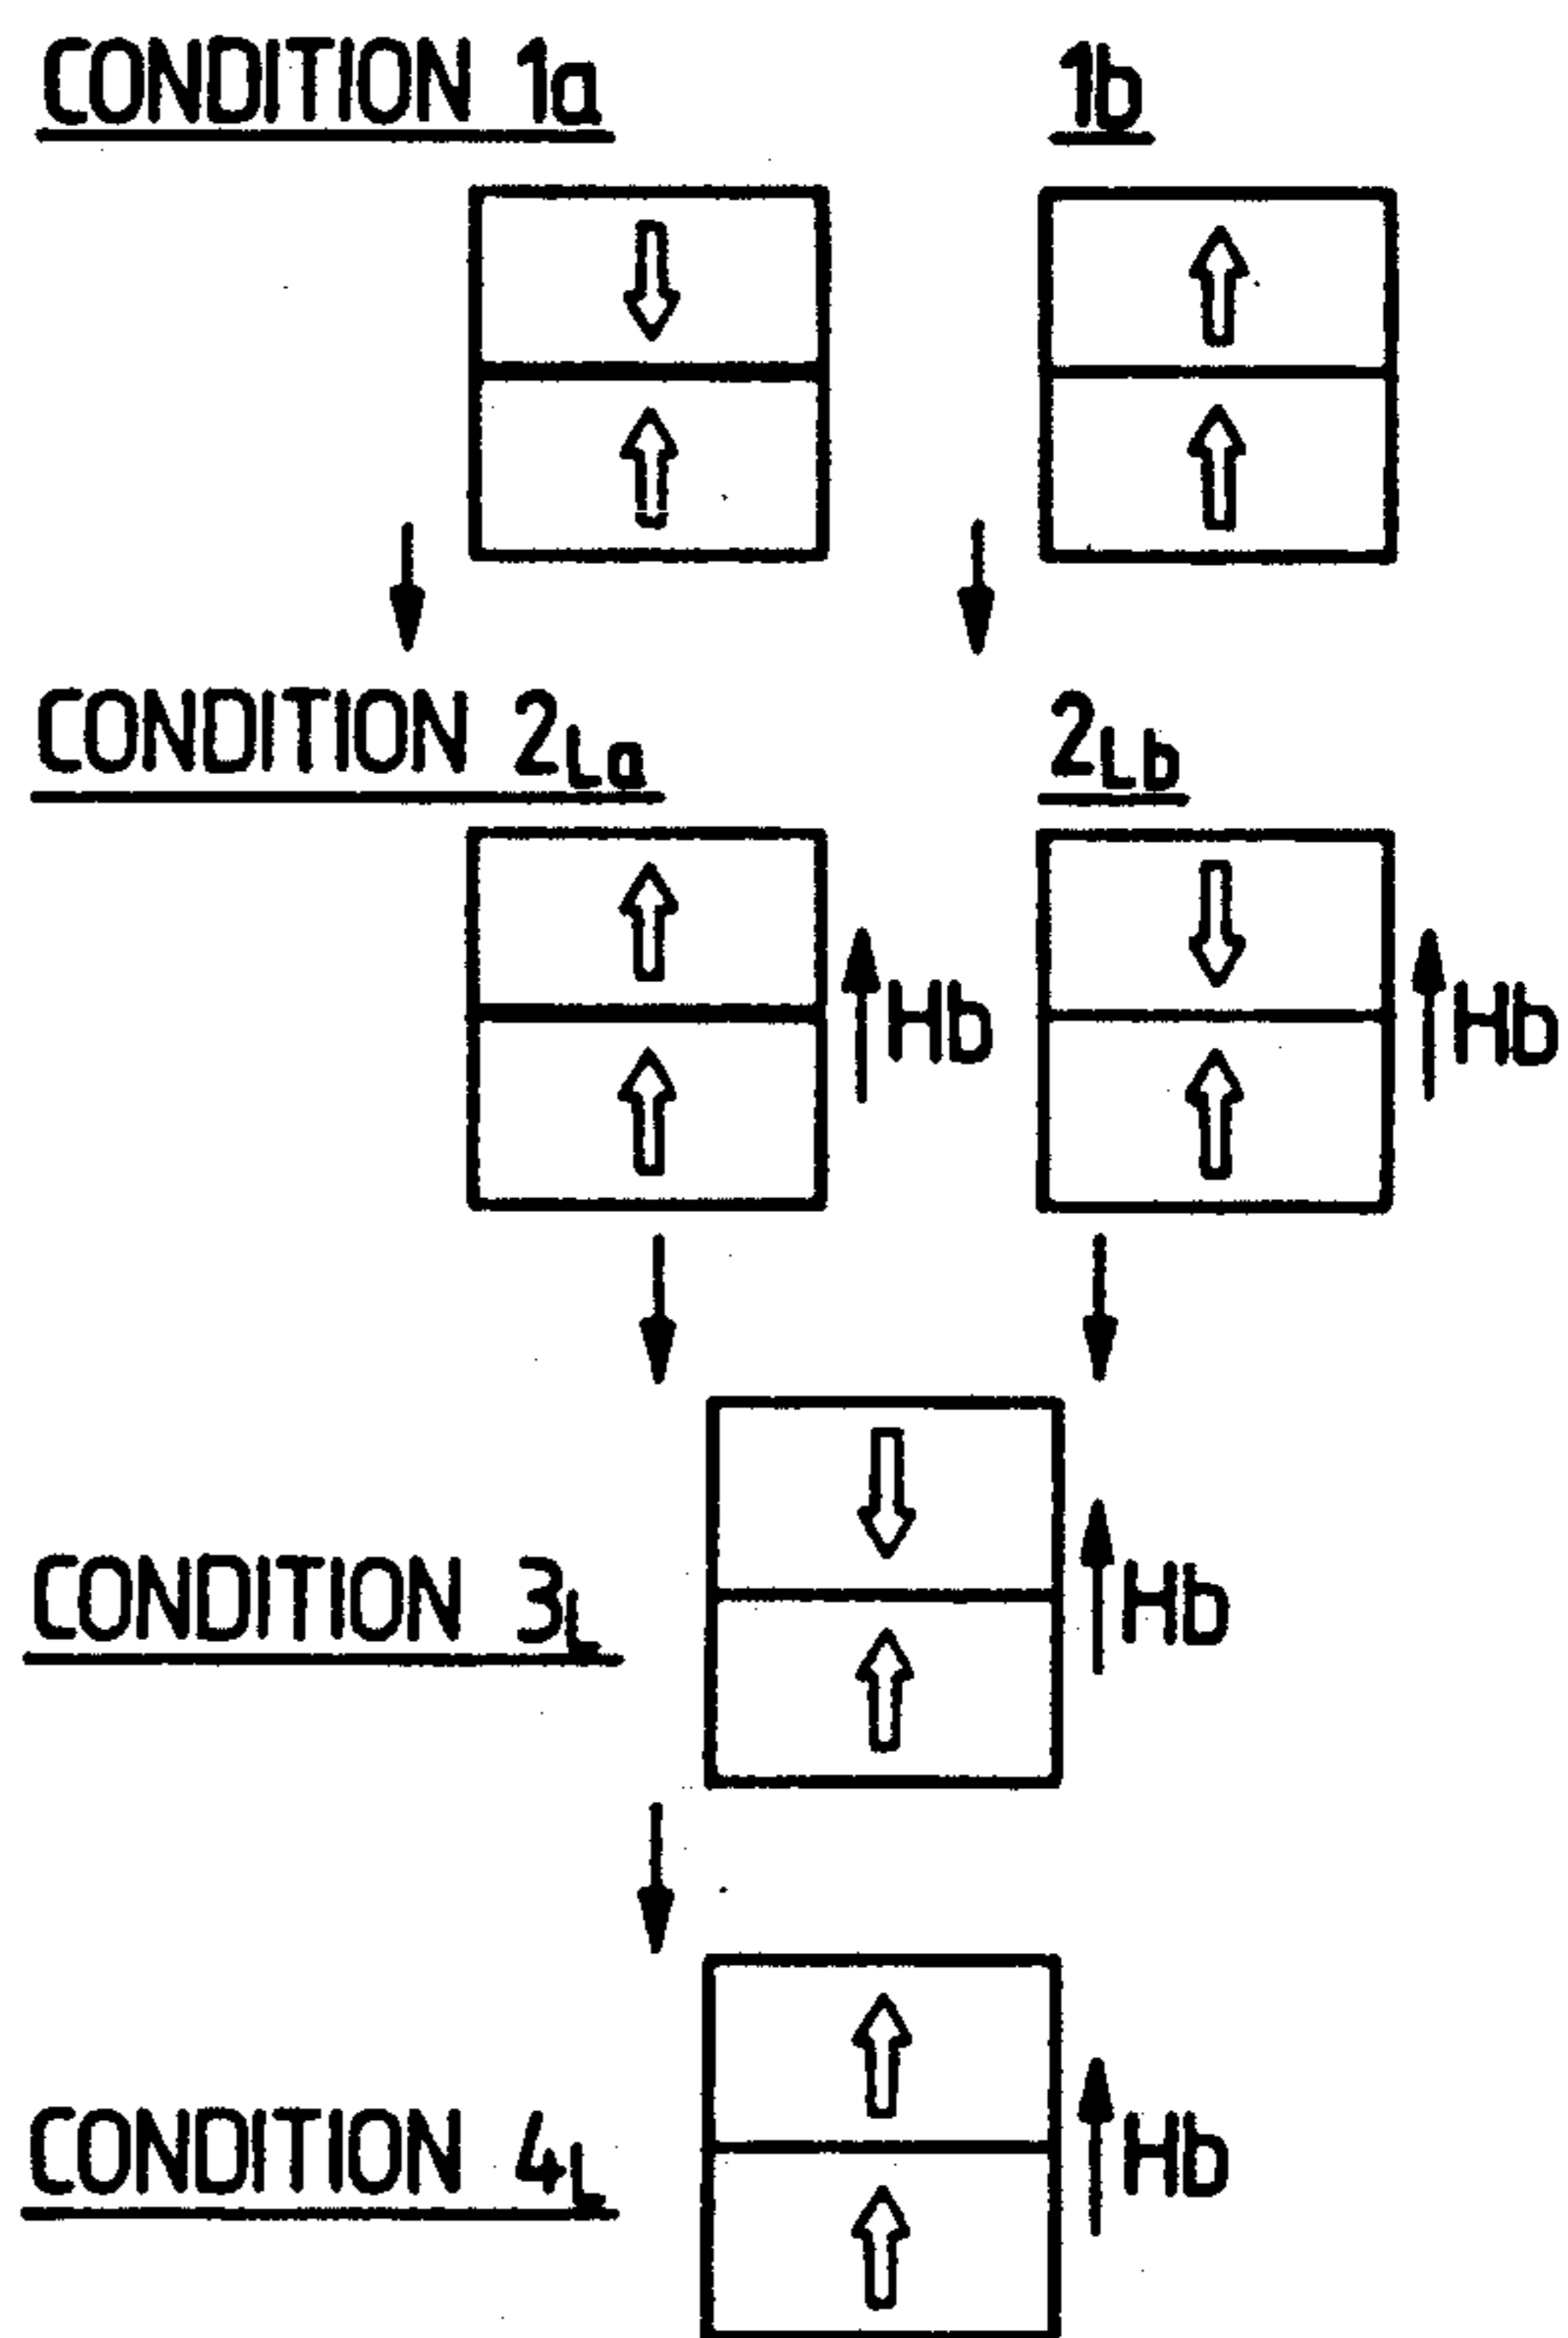 CONDITION 1a 1b
CONDITION 2La 2Lb
Hb Hb
CONDITION 3L Hb
CONDITION 4L Hb